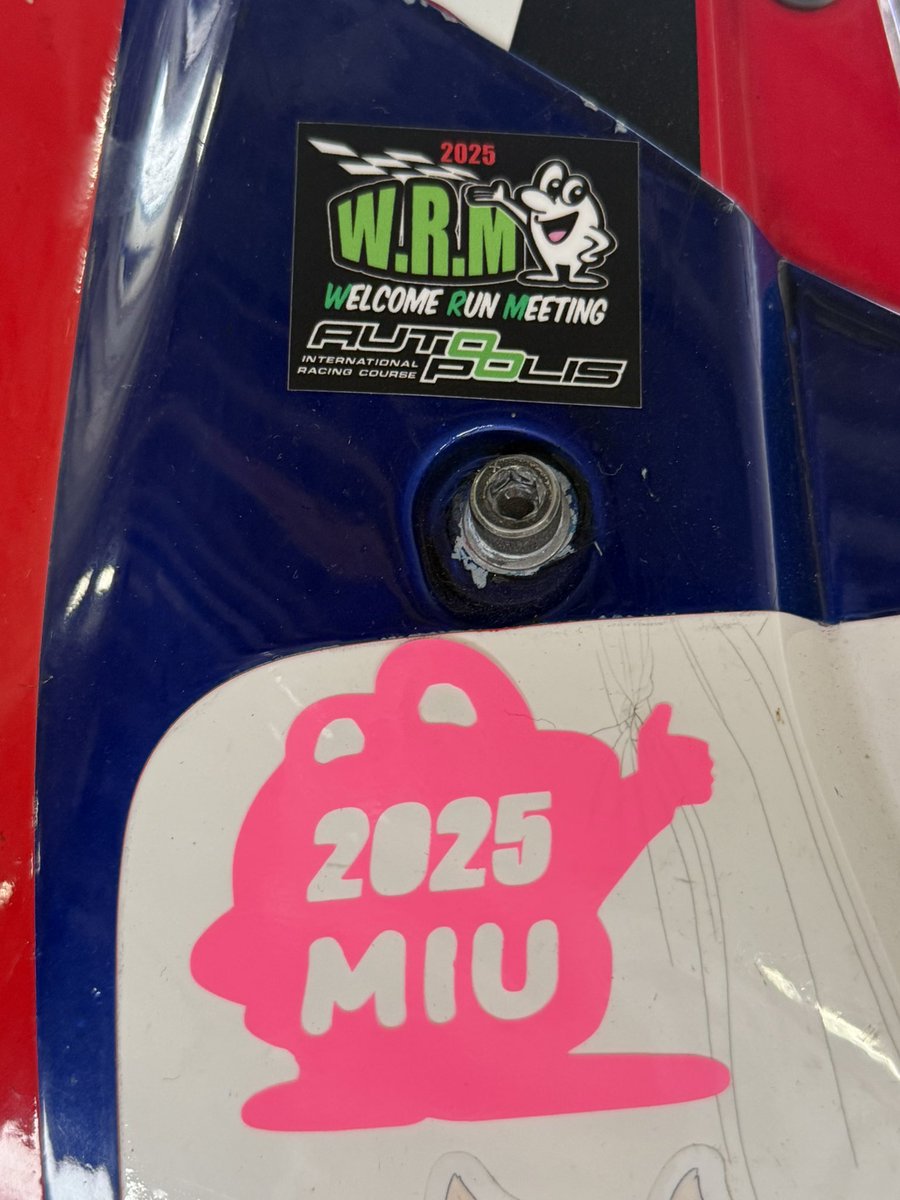 2025
W.R.M
WELCOME RUN MEETING
AUTOPOLIS
INTERNATIONAL
RACING COURSE
2025
MIU